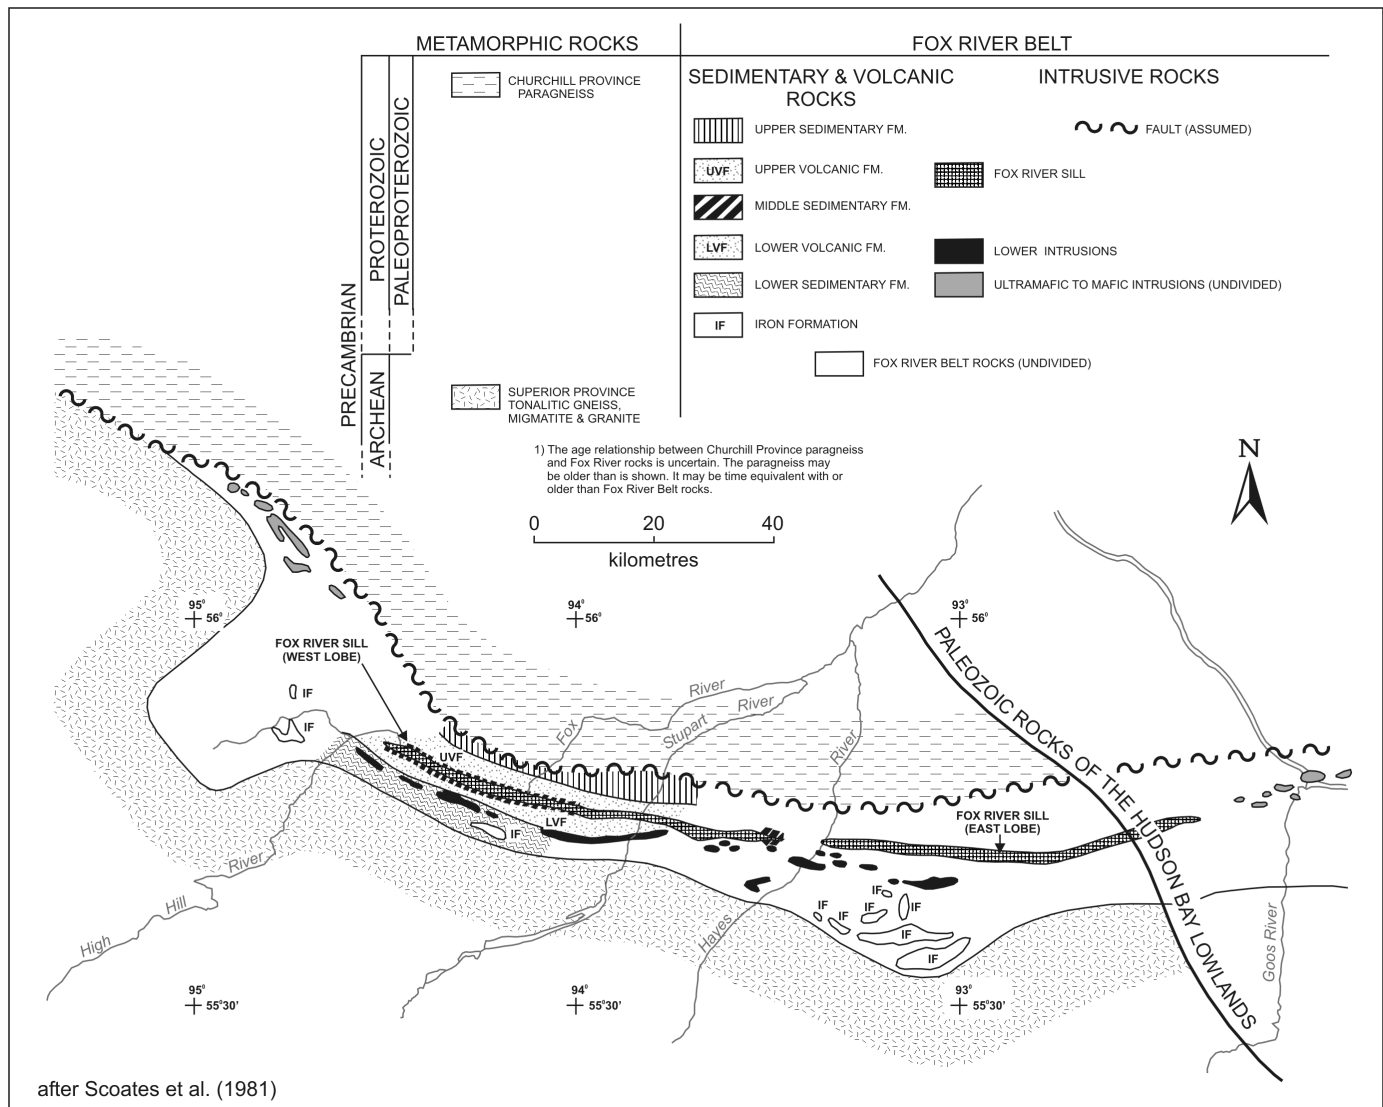 METAMORPHIC ROCKS
FOX RIVER BELT
SEDIMENTARY & VOLCANIC
ROCKS
INTRUSIVE ROCKS
PRECAMBRIAN
PROTEROZOIC
PALEOPROTEROZOIC
ARCHEAN
CHURCHILL PROVINCE
PARAGNEISS
SUPERIOR PROVINCE
TONALITIC GNEISS,
MIGMATITE & GRANITE
UPPER SEDIMENTARY FM.
UVF UPPER VOLCANIC FM.
MIDDLE SEDIMENTARY FM.
LVF LOWER VOLCANIC FM.
LOWER SEDIMENTARY FM.
IF IRON FORMATION
FAULT (ASSUMED)
FOX RIVER SILL
LOWER INTRUSIONS
ULTRAMAFIC TO MAFIC INTRUSIONS (UNDIVIDED)
FOX RIVER BELT ROCKS (UNDIVIDED)
1) The age relationship between Churchill Province paragneiss
and Fox River rocks is uncertain. The paragneiss may
be older than is shown. It may be time equivalent with or
older than Fox River Belt rocks.
N
0 20 40
kilometres
95°
56°
94°
56°
93°
56°
FOX RIVER SILL
(WEST LOBE)
PALEOZOIC ROCKS OF THE HUDSON BAY LOWLANDS
IF
IF
Fox
River
Stupart
River
River
UVF
LVF
IF
FOX RIVER SILL
(EAST LOBE)
River
Hill
High
Hayes
IF
IF
IF
IF
IF
IF
IF
Goos River
95°
55°30'
94°
55°30'
93°
55°30'
after Scoates et al. (1981)